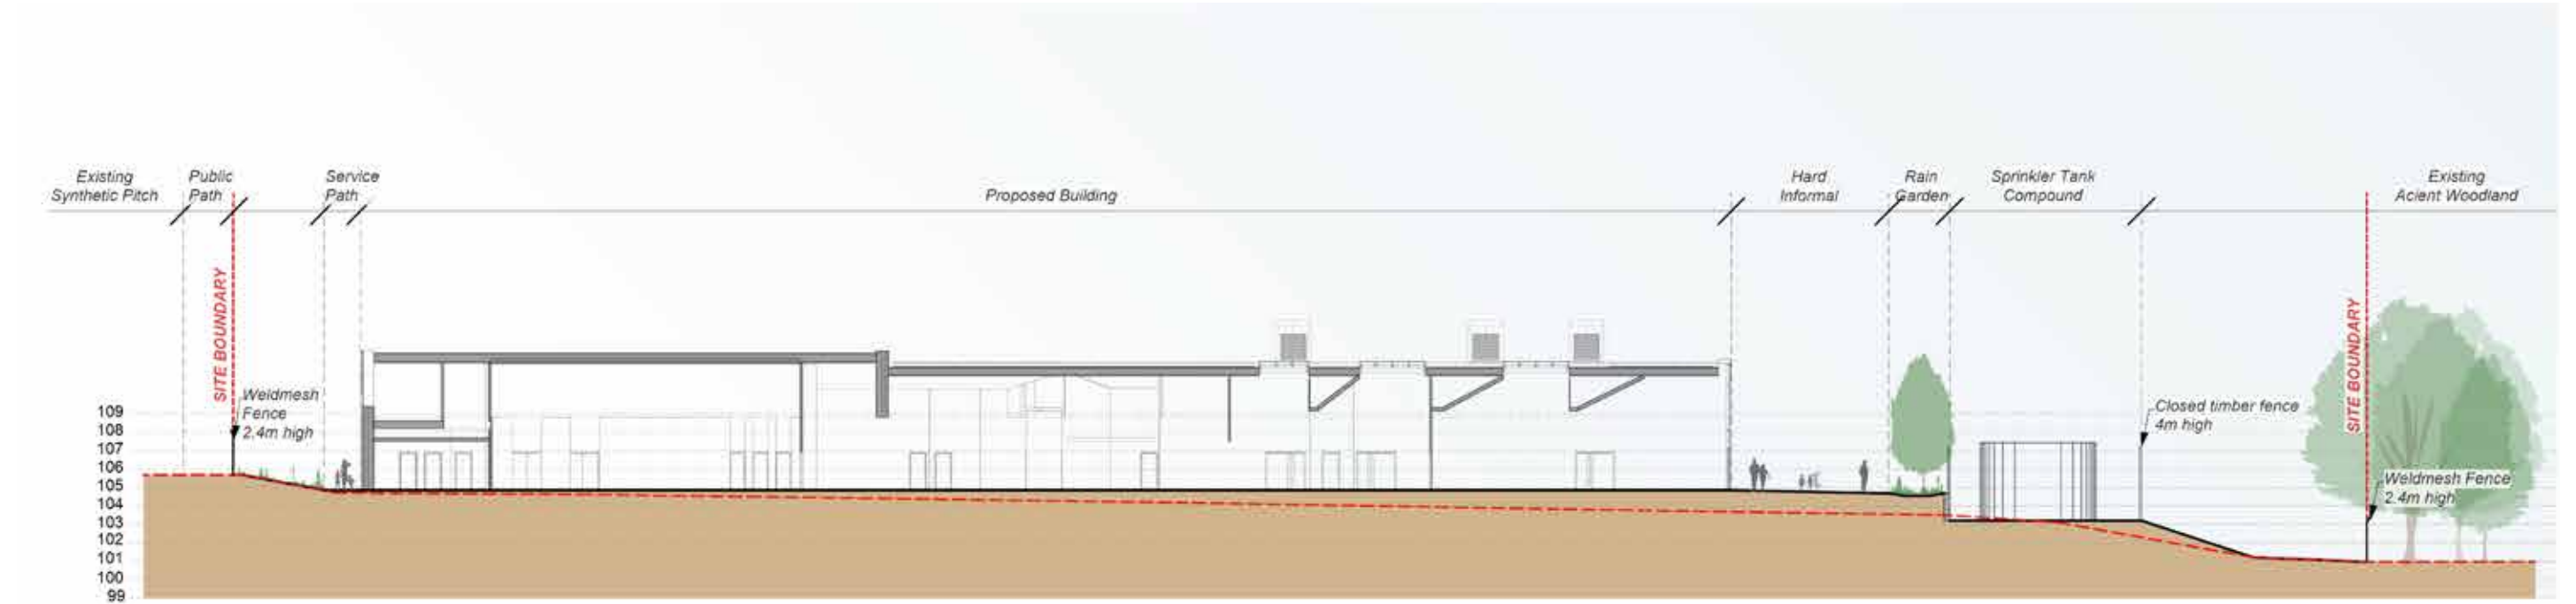 Existing
Synthetic Pitch
Public
Path
Service
Path
Proposed Building
Hard
Informal
Rain
Garden
Sprinkler Tank
Compound
Existing
Acient Woodland
SITE BOUNDARY
Weldmesh
Fence
2.4m high
SITE BOUNDARY
Closed timber fence
4m high
Weldmesh Fence
2.4m high
109
108
107
106
105
104
103
102
101
100
99